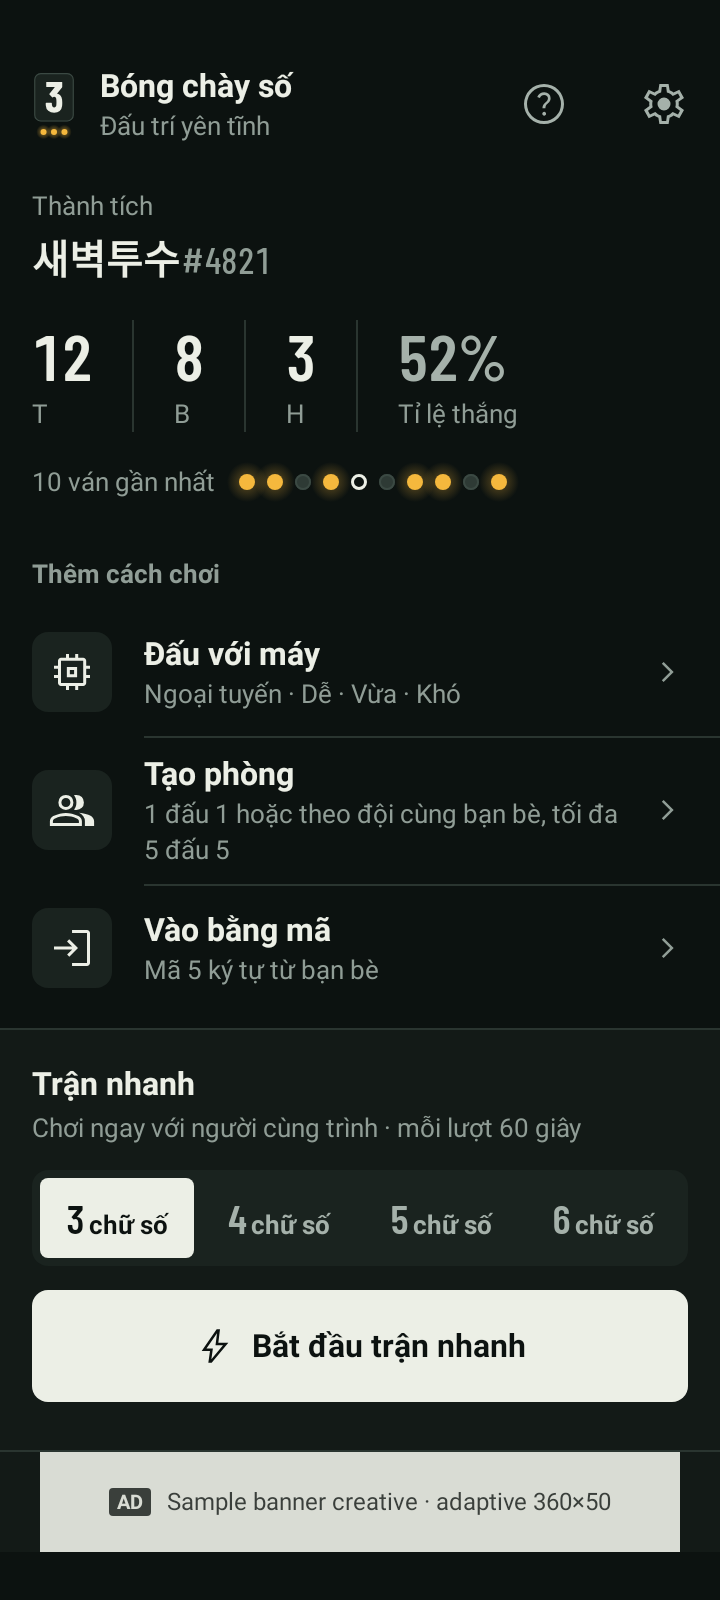 3
Bóng chày số
Đấu trí yên tĩnh
Thành tích
새벽투수#4821
12 8 3 52%
T B H Tỉ lệ thắng
10 ván gần nhất
Thêm cách chơi
Đấu với máy
Ngoại tuyến · Dễ · Vừa · Khó
Tạo phòng
1 đấu 1 hoặc theo đội cùng bạn bè, tối đa
5 đấu 5
Vào bằng mã
Mã 5 ký tự từ bạn bè
Trận nhanh
Chơi ngay với người cùng trình · mỗi lượt 60 giây
3 chữ số 4 chữ số 5 chữ số 6 chữ số
Bắt đầu trận nhanh
AD Sample banner creative · adaptive 360×50